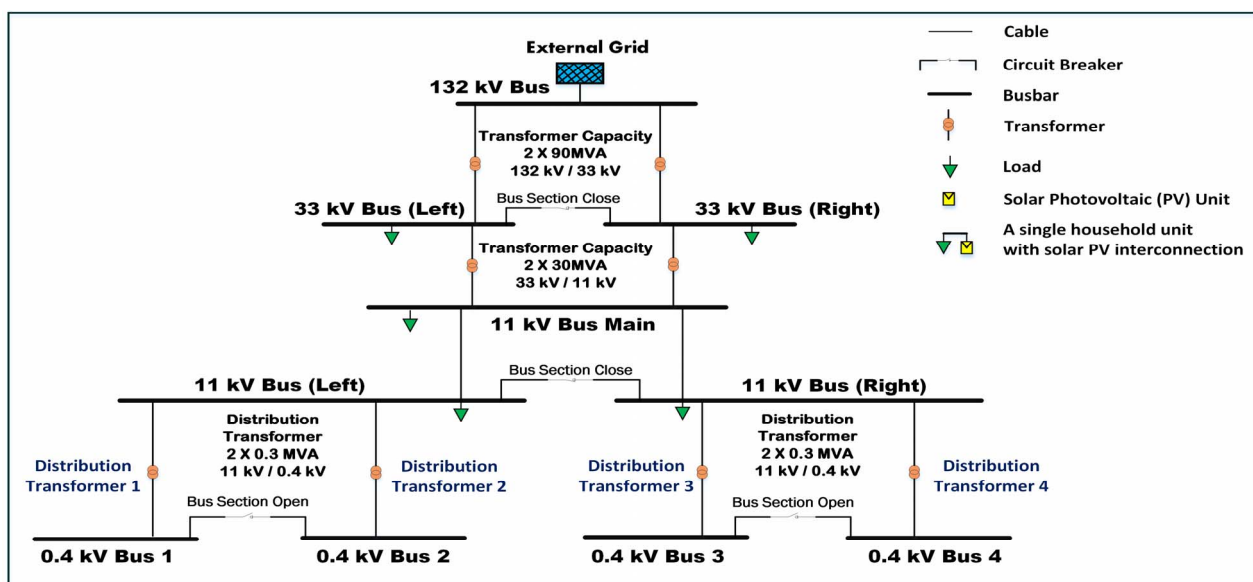 External Grid
132 kV Bus
Transformer Capacity
2 X 90MVA
132 kV / 33 kV
33 kV Bus (Left)
Bus Section Close
33 kV Bus (Right)
Transformer Capacity
2 X 30MVA
33 kV / 11 kV
11 kV Bus Main
11 kV Bus (Left)
Bus Section Close
11 kV Bus (Right)
Distribution
Transformer
2 X 0.3 MVA
11 kV / 0.4 kV
Distribution
Transformer
2 X 0.3 MVA
11 kV / 0.4 kV
Distribution
Transformer 1
Distribution
Transformer 2
Distribution
Transformer 3
Distribution
Transformer 4
Bus Section Open
Bus Section Open
0.4 kV Bus 1
0.4 kV Bus 2
0.4 kV Bus 3
0.4 kV Bus 4
Cable
Circuit Breaker
Busbar
Transformer
Load
Solar Photovoltaic (PV) Unit
A single household unit
with solar PV interconnection